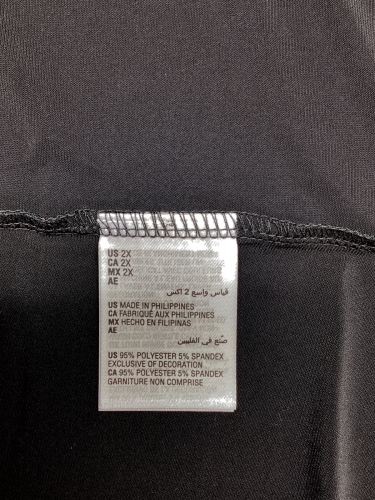 US 2X
CA 2X
MX 2X
AE
قياس واسع 2 اكس
US MADE IN PHILIPPINES
CA FABRIQUÉ AUX PHILIPPINES
MX HECHO EN FILIPINAS
AE
صنع في الفلبين
US 95% POLYESTER 5% SPANDEX
EXCLUSIVE OF DECORATION
CA 95% POLYESTER 5% SPANDEX
GARNITURE NON COMPRISE